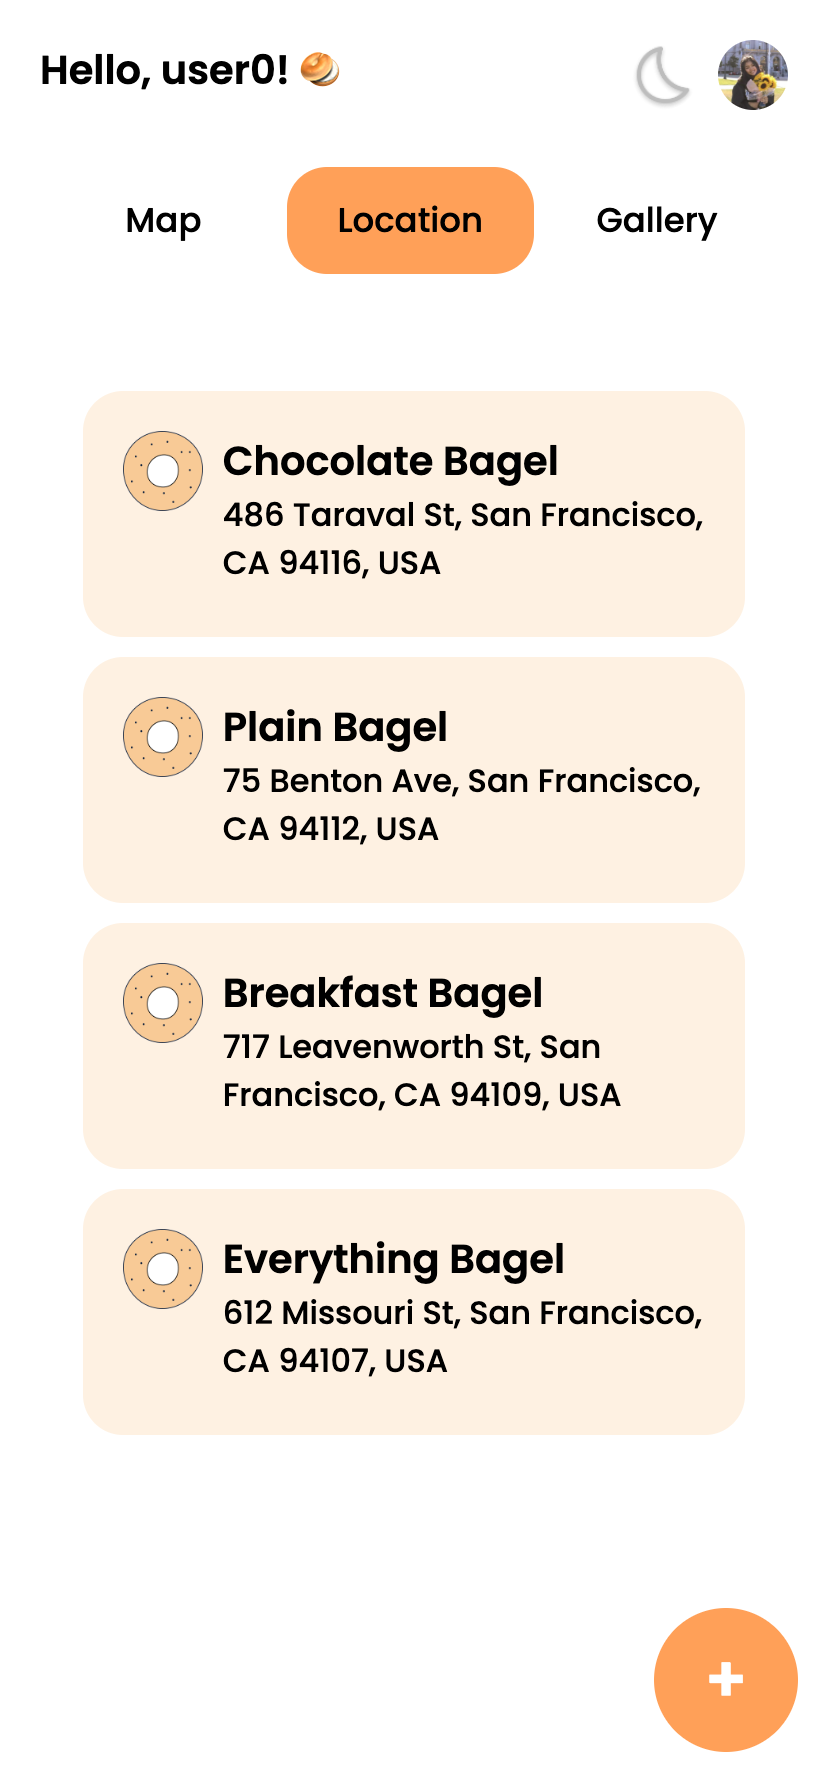 Hello, user0! 🥯
Map
Location
Gallery
Chocolate Bagel
486 Taraval St, San Francisco,
CA 94116, USA
Plain Bagel
75 Benton Ave, San Francisco,
CA 94112, USA
Breakfast Bagel
717 Leavenworth St, San
Francisco, CA 94109, USA
Everything Bagel
612 Missouri St, San Francisco,
CA 94107, USA
+